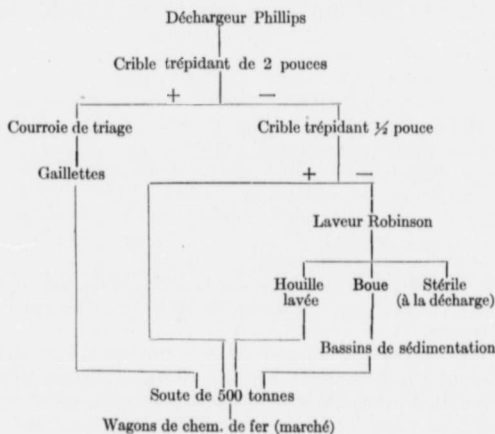 Déchargeur Phillips
Crible trépidant de 2 pouces
+ —
Courroie de triage Crible trépidant ½ pouce
Gaillettes
+ —
Laveur Robinson
Houille Boue Stérile
lavée (à la décharge)
Bassins de sédimentation
Soute de 500 tonnes
Wagons de chem. de fer (marché)